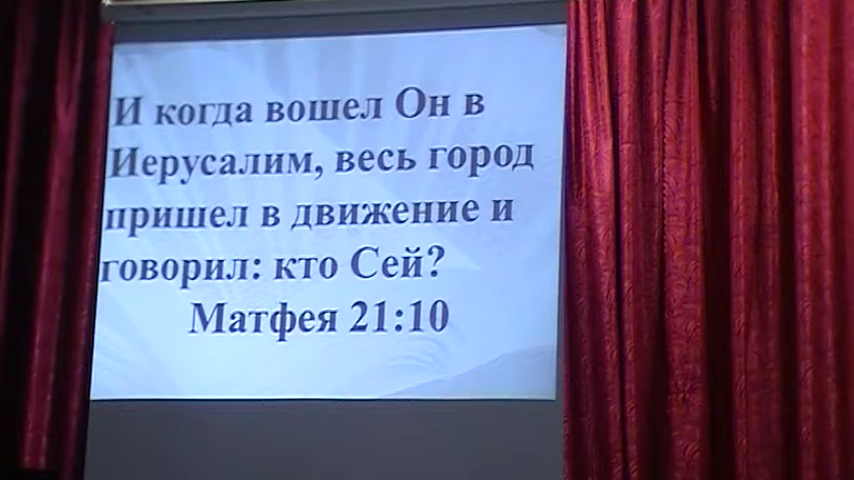 И когда вошел Он в
Иерусалим, весь город
пришел в движение и
говорил: кто Сей?
Матфея 21:10